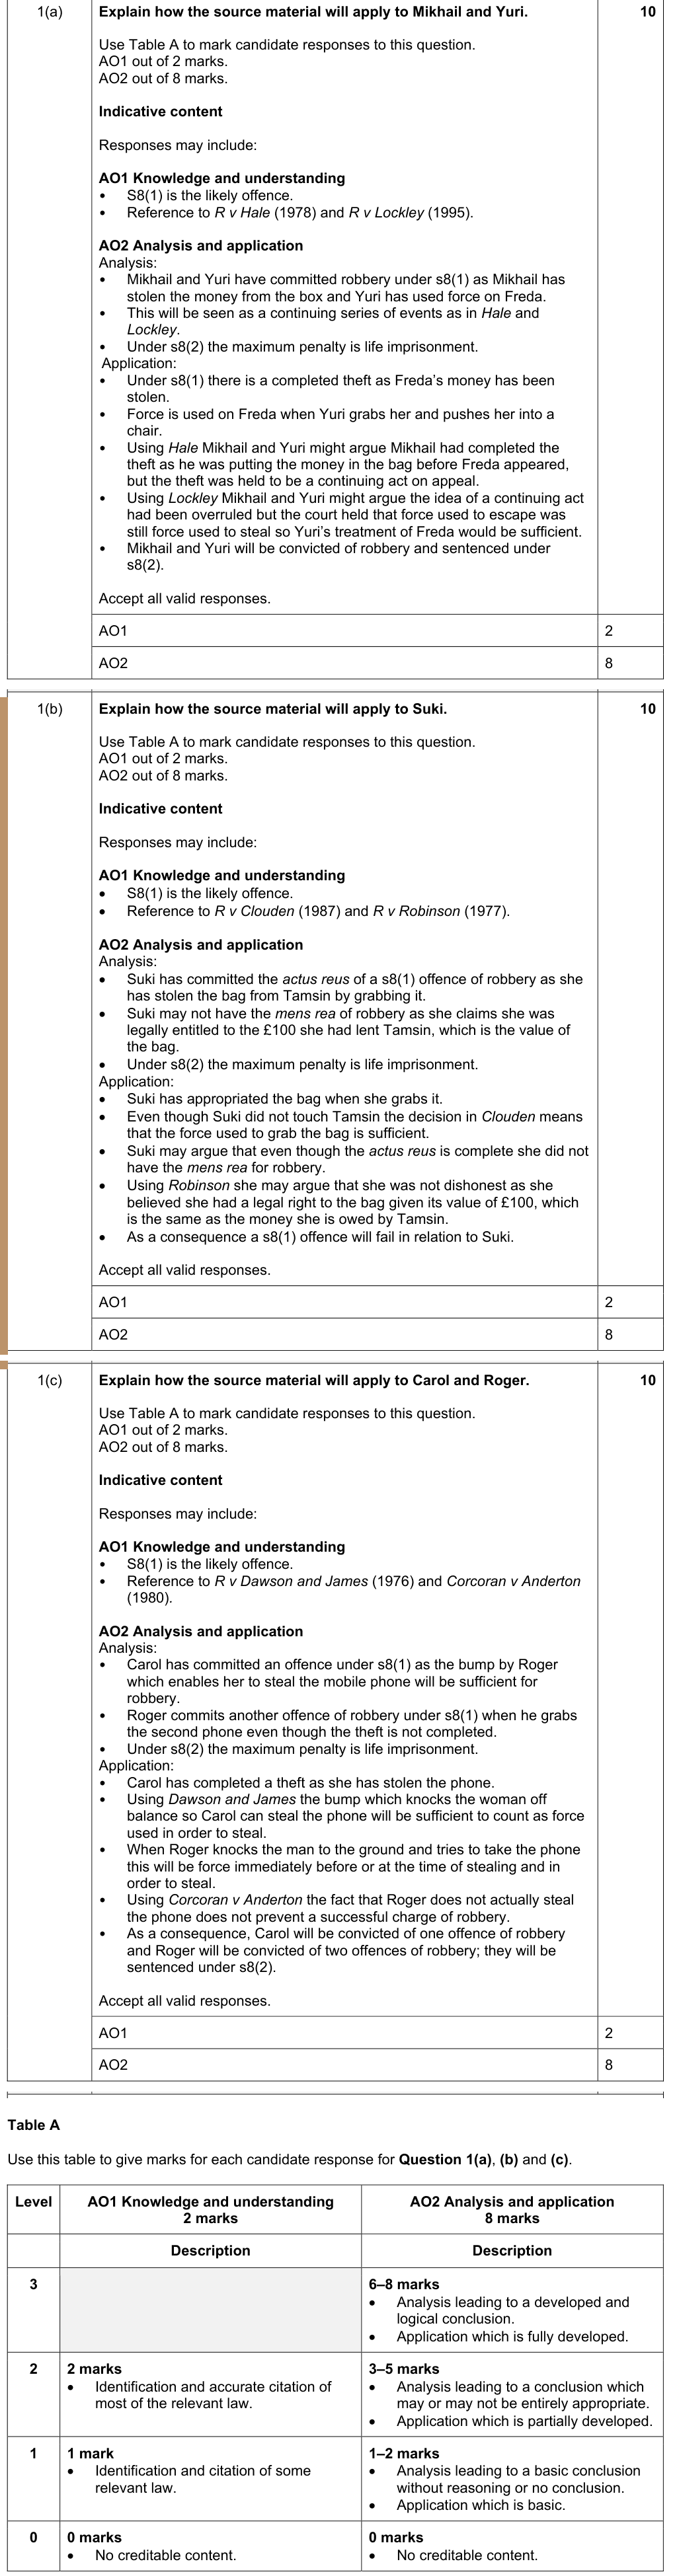 1(a)
Explain how the source material will apply to Mikhail and Yuri.
10
Use Table A to mark candidate responses to this question.
AO1 out of 2 marks.
AO2 out of 8 marks.
Indicative content
Responses may include:
AO1 Knowledge and understanding
• S8(1) is the likely offence.
• Reference to R v Hale (1978) and R v Lockley (1995).
AO2 Analysis and application
Analysis:
• Mikhail and Yuri have committed robbery under s8(1) as Mikhail has
stolen the money from the box and Yuri has used force on Freda.
• This will be seen as a continuing series of events as in Hale and
Lockley.
• Under s8(2) the maximum penalty is life imprisonment.
Application:
• Under s8(1) there is a completed theft as Freda's money has been
stolen.
• Force is used on Freda when Yuri grabs her and pushes her into a
chair.
• Using Hale Mikhail and Yuri might argue Mikhail had completed the
theft as he was putting the money in the bag before Freda appeared,
but the theft was held to be a continuing act on appeal.
• Using Lockley Mikhail and Yuri might argue the idea of a continuing act
had been overruled but the court held that force used to escape was
still force used to steal so Yuri's treatment of Freda would be sufficient.
• Mikhail and Yuri will be convicted of robbery and sentenced under
s8(2).
Accept all valid responses.
AO1
2
AO2
8
1(b)
Explain how the source material will apply to Suki.
10
Use Table A to mark candidate responses to this question.
AO1 out of 2 marks.
AO2 out of 8 marks.
Indicative content
Responses may include:
AO1 Knowledge and understanding
• S8(1) is the likely offence.
• Reference to R v Clouden (1987) and R v Robinson (1977).
AO2 Analysis and application
Analysis:
• Suki has committed the actus reus of a s8(1) offence of robbery as she
has stolen the bag from Tamsin by grabbing it.
• Suki may not have the mens rea of robbery as she claims she was
legally entitled to the £100 she had lent Tamsin, which is the value of
the bag.
• Under s8(2) the maximum penalty is life imprisonment.
Application:
• Suki has appropriated the bag when she grabs it.
• Even though Suki did not touch Tamsin the decision in Clouden means
that the force used to grab the bag is sufficient.
• Suki may argue that even though the actus reus is complete she did not
have the mens rea for robbery.
• Using Robinson she may argue that she was not dishonest as she
believed she had a legal right to the bag given its value of £100, which
is the same as the money she is owed by Tamsin.
• As a consequence a s8(1) offence will fail in relation to Suki.
Accept all valid responses.
AO1
2
AO2
8
1(c)
Explain how the source material will apply to Carol and Roger.
10
Use Table A to mark candidate responses to this question.
AO1 out of 2 marks.
AO2 out of 8 marks.
Indicative content
Responses may include:
AO1 Knowledge and understanding
• S8(1) is the likely offence.
• Reference to R v Dawson and James (1976) and Corcoran v Anderton
(1980).
AO2 Analysis and application
Analysis:
• Carol has committed an offence under s8(1) as the bump by Roger
which enables her to steal the mobile phone will be sufficient for
robbery.
• Roger commits another offence of robbery under s8(1) when he grabs
the second phone even though the theft is not completed.
• Under s8(2) the maximum penalty is life imprisonment.
Application:
• Carol has completed a theft as she has stolen the phone.
• Using Dawson and James the bump which knocks the woman off
balance so Carol can steal the phone will be sufficient to count as force
used in order to steal.
• When Roger knocks the man to the ground and tries to take the phone
this will be force immediately before or at the time of stealing and in
order to steal.
• Using Corcoran v Anderton the fact that Roger does not actually steal
the phone does not prevent a successful charge of robbery.
• As a consequence, Carol will be convicted of one offence of robbery
and Roger will be convicted of two offences of robbery; they will be
sentenced under s8(2).
Accept all valid responses.
AO1
2
AO2
8
Table A
Use this table to give marks for each candidate response for Question 1(a), (b) and (c).
Level
AO1 Knowledge and understanding
2 marks
AO2 Analysis and application
8 marks
Description
Description
3
6–8 marks
• Analysis leading to a developed and
logical conclusion.
• Application which is fully developed.
2
2 marks
• Identification and accurate citation of
most of the relevant law.
3–5 marks
• Analysis leading to a conclusion which
may or may not be entirely appropriate.
• Application which is partially developed.
1
1 mark
• Identification and citation of some
relevant law.
1–2 marks
• Analysis leading to a basic conclusion
without reasoning or no conclusion.
• Application which is basic.
0
0 marks
• No creditable content.
0 marks
• No creditable content.